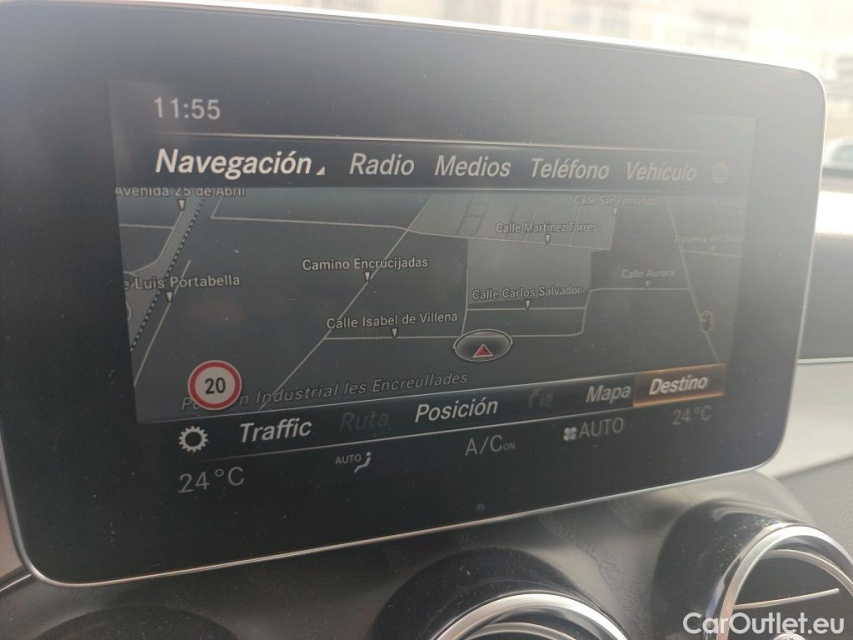 11:55
Navegación Radio Medios Teléfono Vehículo
Avenida 25 de Abril
Calle San Fernando
Calle Martinez Torres
Camino Encrucijadas
Luis Portabella
Calle Aurora
Calle Carlos Salvador
Calle Isabel de Villena
20
Industrial les Encreullades
Traffic Ruta Posición Mapa Destino
24°C AUTO A/C ON AUTO 24°C
CarOutlet.eu